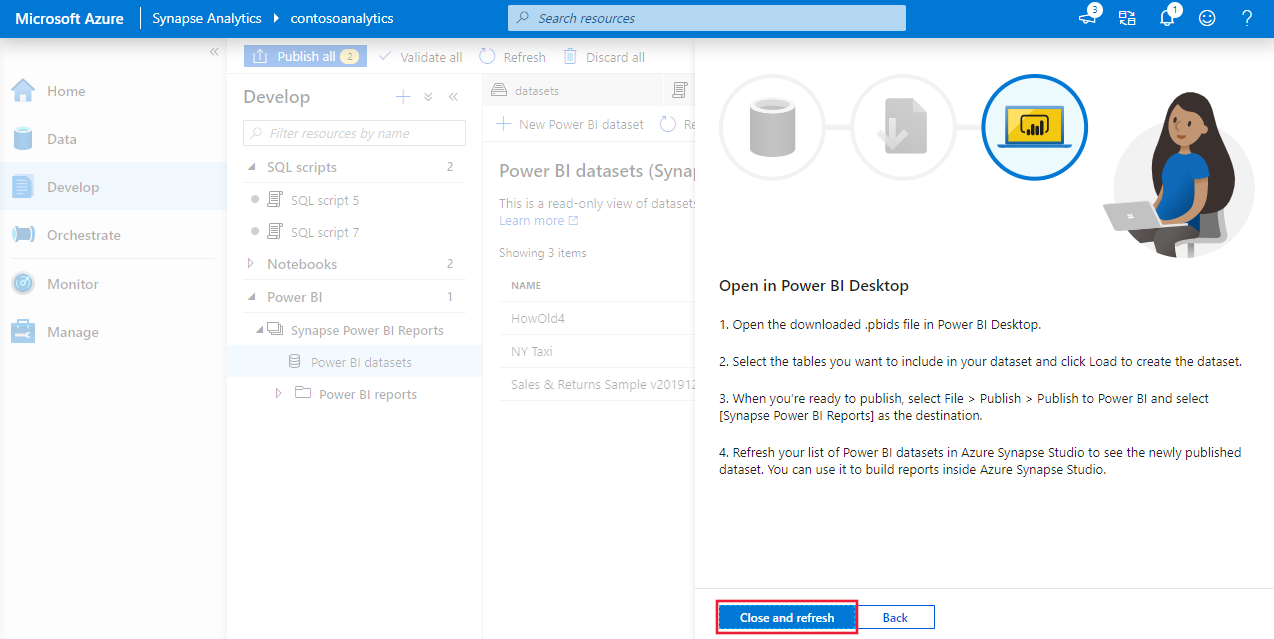 Microsoft Azure
Synapse Analytics
contosoanalytics
Search resources
3
1
?
«
Home
Data
Develop
Orchestrate
Monitor
Manage
Publish all 2
Validate all
Refresh
Discard all
Develop
Filter resources by name
SQL scripts 2
SQL script 5
SQL script 7
Notebooks 2
Power BI 1
Synapse Power BI Reports
Power BI datasets
Power BI reports
datasets
New Power BI dataset
Re
Power BI datasets (Synap
This is a read-only view of datasets
Learn more
Showing 3 items
NAME
HowOld4
NY Taxi
Sales & Returns Sample v201912
Open in Power BI Desktop
1. Open the downloaded .pbids file in Power BI Desktop.
2. Select the tables you want to include in your dataset and click Load to create the dataset.
3. When you're ready to publish, select File > Publish > Publish to Power BI and select
[Synapse Power BI Reports] as the destination.
4. Refresh your list of Power BI datasets in Azure Synapse Studio to see the newly published
dataset. You can use it to build reports inside Azure Synapse Studio.
Close and refresh
Back